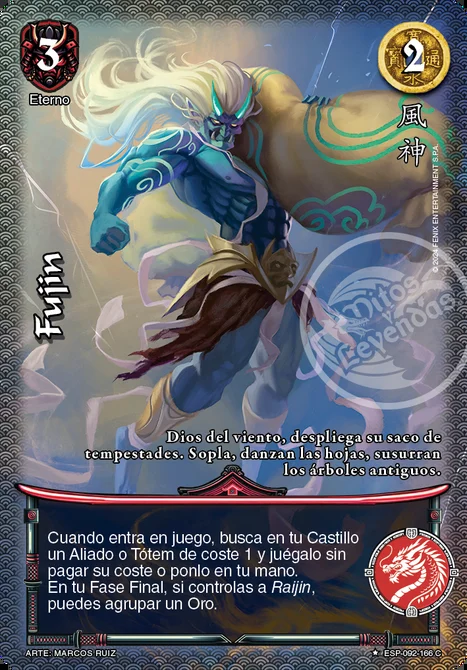 3
Eterno
2
寶
通
水
風神
© 2024 FENIX ENTERTAINMENT S.P.A.
Fujin
Mitos
Leyendas
Dios del viento, despliega su saco de
tempestades. Sopla, danzan las hojas, susurran
los árboles antiguos.
Cuando entra en juego, busca en tu Castillo
un Aliado o Tótem de coste 1 y juégalo sin
pagar su coste o ponlo en tu mano.
En tu Fase Final, si controlas a Raijin,
puedes agrupar un Oro.
ARTE: MARCOS RUIZ
ESP-092-166 C